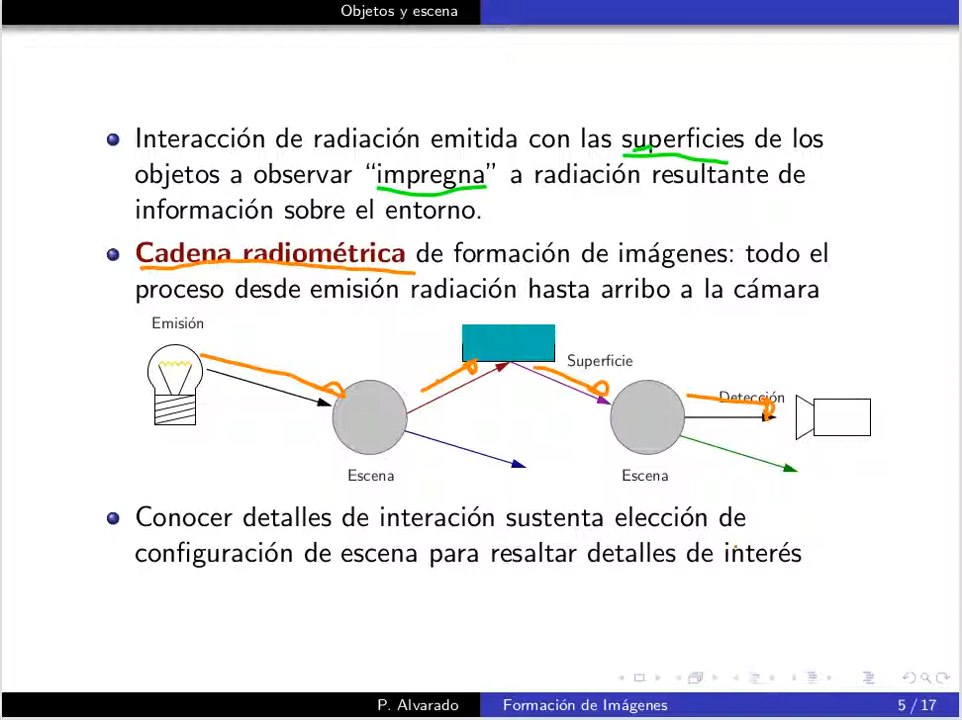 Objetos y escena
Interacción de radiación emitida con las superficies de los
objetos a observar “impregna” a radiación resultante de
información sobre el entorno.
Cadena radiométrica de formación de imágenes: todo el
proceso desde emisión radiación hasta arribo a la cámara
Emisión
Superficie
Detección
Escena
Escena
Conocer detalles de interación sustenta elección de
configuración de escena para resaltar detalles de interés
P. Alvarado
Formación de Imágenes
5 / 17